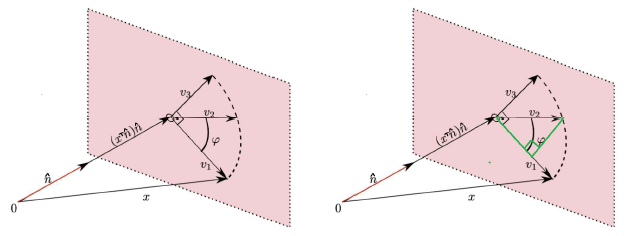 v₃
v₂
(xᵀn̂)n̂
φ
v₁
n̂
x
0
v₃
v₂
(xᵀn̂)n̂
φ
v₁
n̂
x
0